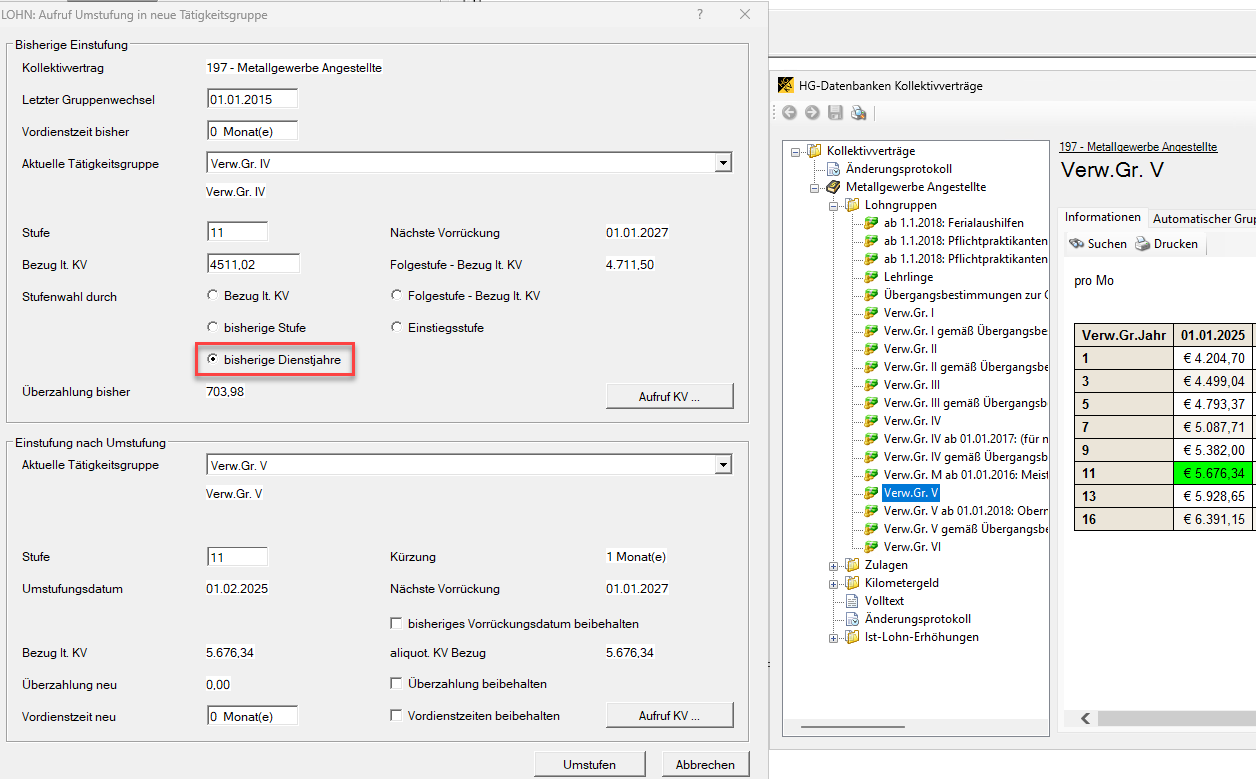 LOHN: Aufruf Umstufung in neue Tätigkeitsgruppe
Bisherige Einstufung
Kollektivvertrag 197 - Metallgewerbe Angestellte
Letzter Gruppenwechsel 01.01.2015
Vordienstzeit bisher 0 Monat(e)
Aktuelle Tätigkeitsgruppe Verw.Gr. IV
Verw.Gr. IV
Stufe 11 Nächste Vorrückung 01.01.2027
Bezug lt. KV 4511,02 Folgestufe - Bezug lt. KV 4.711,50
Stufenwahl durch Bezug lt. KV Folgestufe - Bezug lt. KV
bisherige Stufe Einstiegsstufe
bisherige Dienstjahre
Überzahlung bisher 703,98 Aufruf KV ...
Einstufung nach Umstufung
Aktuelle Tätigkeitsgruppe Verw.Gr. V
Verw.Gr. V
Stufe 11 Kürzung 1 Monat(e)
Umstufungsdatum 01.02.2025 Nächste Vorrückung 01.01.2027
bisheriges Vorrückungsdatum beibehalten
Bezug lt. KV 5.676,34 aliquot. KV Bezug 5.676,34
Überzahlung neu 0,00 Überzahlung beibehalten
Vordienstzeit neu 0 Monat(e) Vordienstzeiten beibehalten Aufruf KV ...
Umstufen Abbrechen
HG-Datenbanken Kollektivverträge
Kollektivverträge
Änderungsprotokoll
Metallgewerbe Angestellte
Lohngruppen
ab 1.1.2018: Ferialaushilfen
ab 1.1.2018: Pflichtpraktikanten
ab 1.1.2018: Pflichtpraktikanten
Lehrlinge
Übergangsbestimmungen zur
Verw.Gr. I
Verw.Gr. I gemäß Übergangsbe
Verw.Gr. II
Verw.Gr. II gemäß Übergangsbe
Verw.Gr. III
Verw.Gr. III gemäß Übergangsb
Verw.Gr. IV
Verw.Gr. IV ab 01.01.2017: (für n
Verw.Gr. IV gemäß Übergangsb
Verw.Gr. M ab 01.01.2016: Meist
Verw.Gr. V
Verw.Gr. V ab 01.01.2018: Oberr
Verw.Gr. V gemäß Übergangsbe
Verw.Gr. VI
Zulagen
Kilometergeld
Volltext
Änderungsprotokoll
Ist-Lohn-Erhöhungen
197 - Metallgewerbe Angestellte
Verw.Gr. V
Informationen Automatischer Grup
Suchen Drucken
pro Mo
Verw.Gr.Jahr 01.01.2025
1 € 4.204,70
3 € 4.499,04
5 € 4.793,37
7 € 5.087,71
9 € 5.382,00
11 € 5.676,34
13 € 5.928,65
16 € 6.391,15